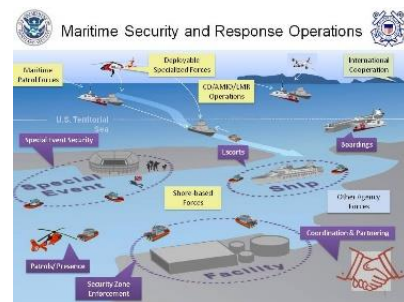 Maritime Security and Response Operations
Maritime
Patrol Forces
Deployable
Specialized Forces
CD/AMIO/LMR
Operations
International
Cooperation
U.S. Territorial
Sea
Special Event Security
Escorts
Boardings
Special Event
Ship
Shore-based
Forces
Other Agency
Forces
Patrols/Presence
Facility
Coordination & Partnering
Security Zone
Enforcement